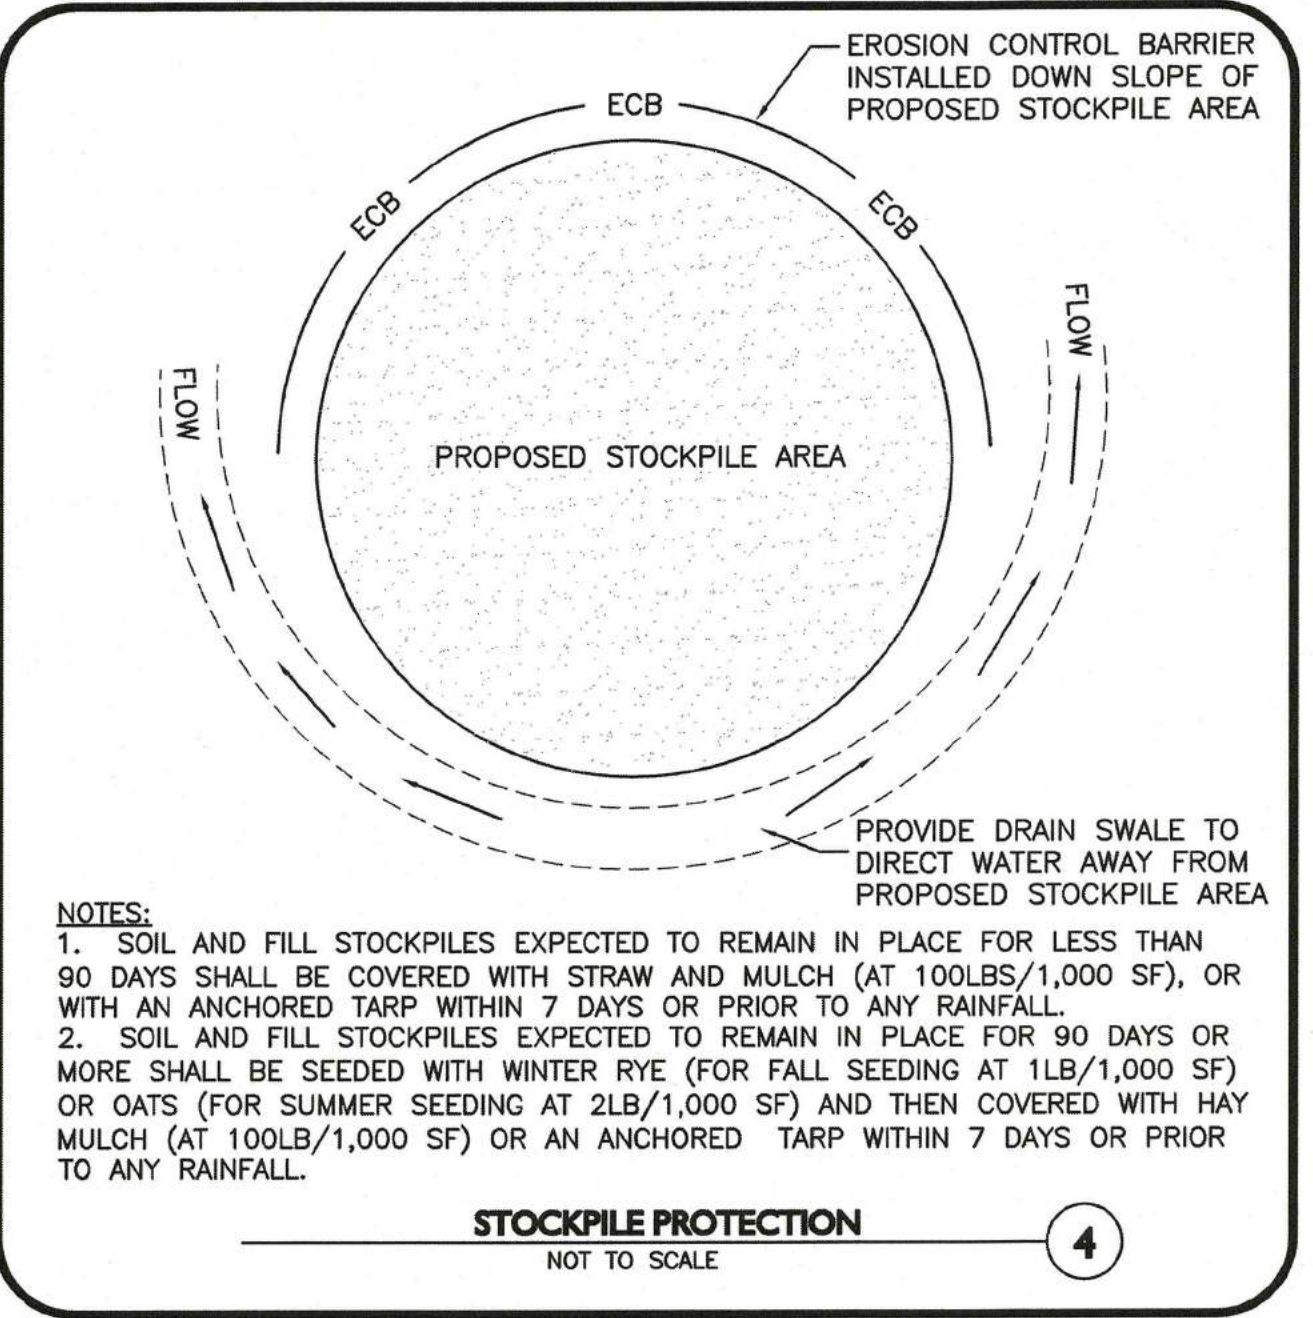 EROSION CONTROL BARRIER
INSTALLED DOWN SLOPE OF
PROPOSED STOCKPILE AREA
ECB
ECB
ECB
FLOW
FLOW
PROPOSED STOCKPILE AREA
PROVIDE DRAIN SWALE TO
DIRECT WATER AWAY FROM
PROPOSED STOCKPILE AREA
NOTES:
1. SOIL AND FILL STOCKPILES EXPECTED TO REMAIN IN PLACE FOR LESS THAN
90 DAYS SHALL BE COVERED WITH STRAW AND MULCH (AT 100LBS/1,000 SF), OR
WITH AN ANCHORED TARP WITHIN 7 DAYS OR PRIOR TO ANY RAINFALL.
2. SOIL AND FILL STOCKPILES EXPECTED TO REMAIN IN PLACE FOR 90 DAYS OR
MORE SHALL BE SEEDED WITH WINTER RYE (FOR FALL SEEDING AT 1LB/1,000 SF)
OR OATS (FOR SUMMER SEEDING AT 2LB/1,000 SF) AND THEN COVERED WITH HAY
MULCH (AT 100LB/1,000 SF) OR AN ANCHORED TARP WITHIN 7 DAYS OR PRIOR
TO ANY RAINFALL.
STOCKPILE PROTECTION
NOT TO SCALE
4